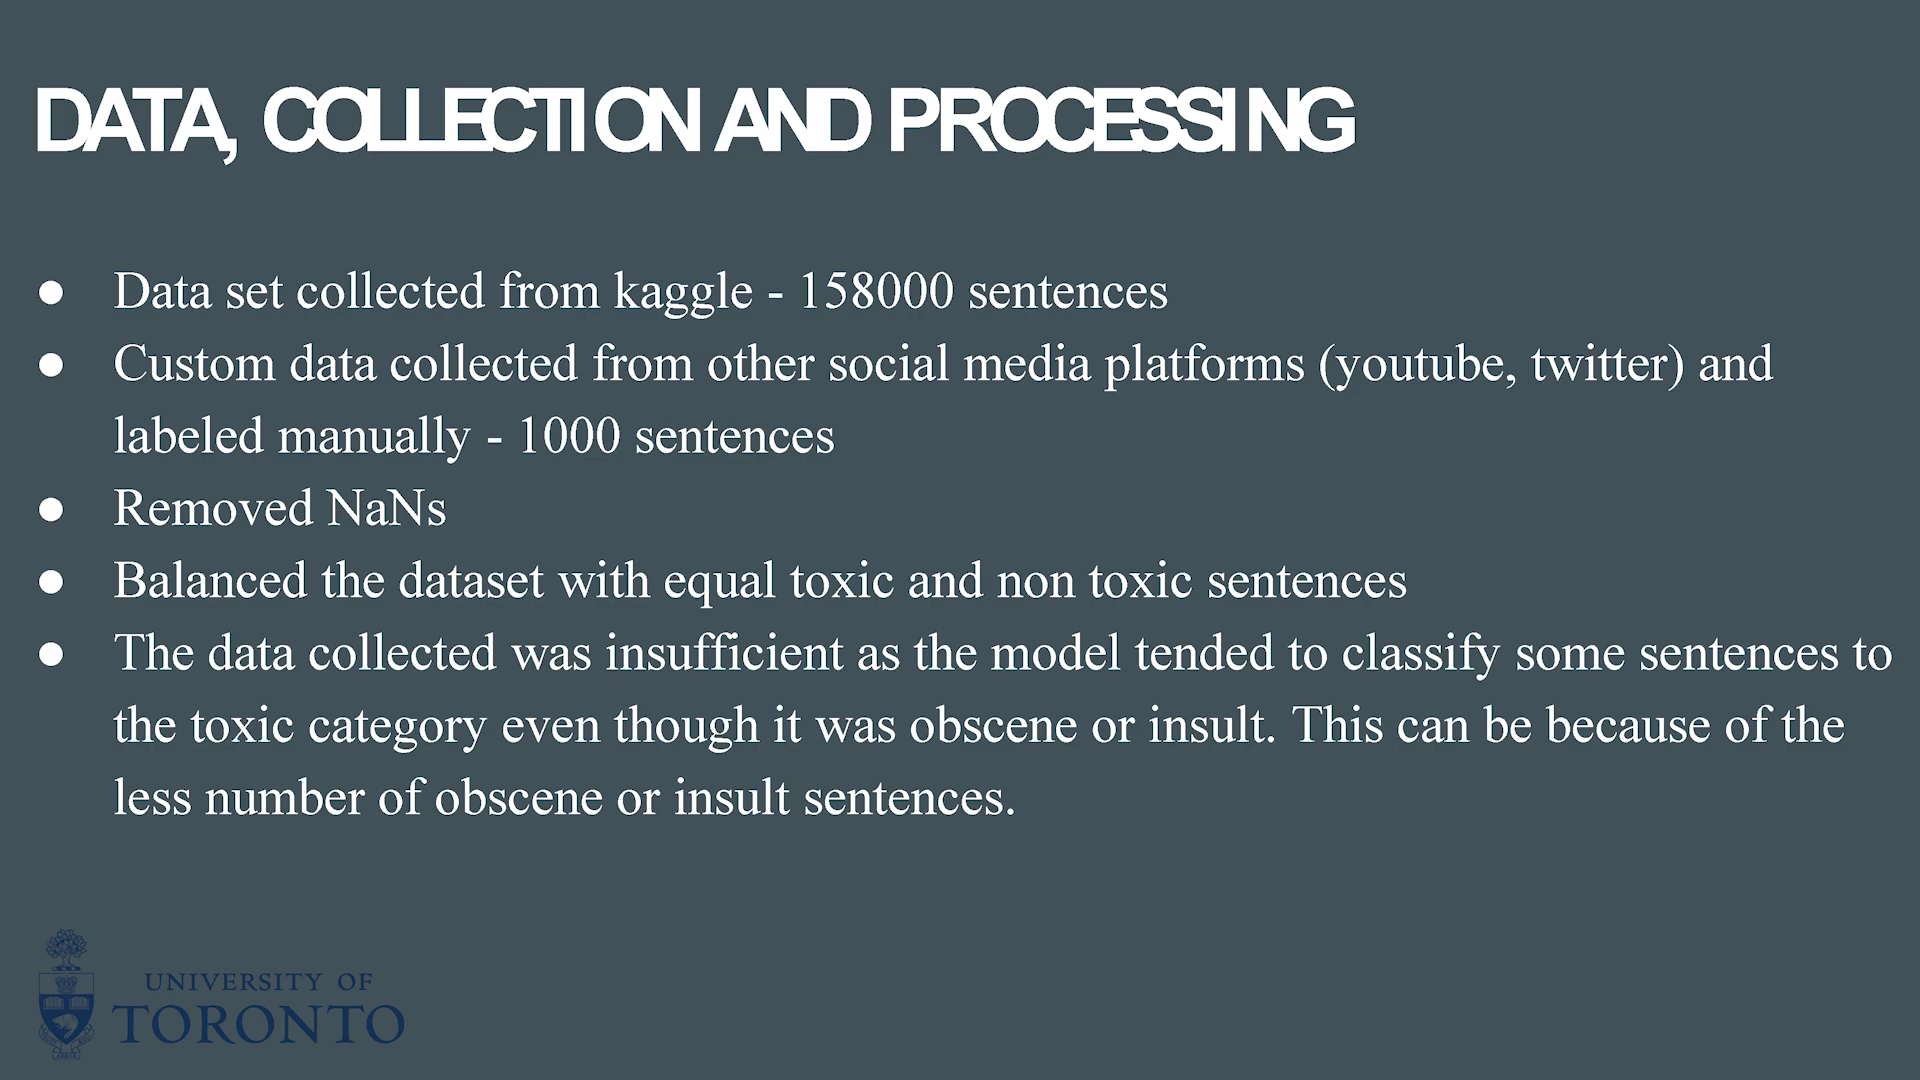 DATA, COLLECTION AND PROCESSING
● Data set collected from kaggle - 158000 sentences
● Custom data collected from other social media platforms (youtube, twitter) and
labeled manually - 1000 sentences
● Removed NaNs
● Balanced the dataset with equal toxic and non toxic sentences
● The data collected was insufficient as the model tended to classify some sentences to
the toxic category even though it was obscene or insult. This can be because of the
less number of obscene or insult sentences.
UNIVERSITY OF
TORONTO